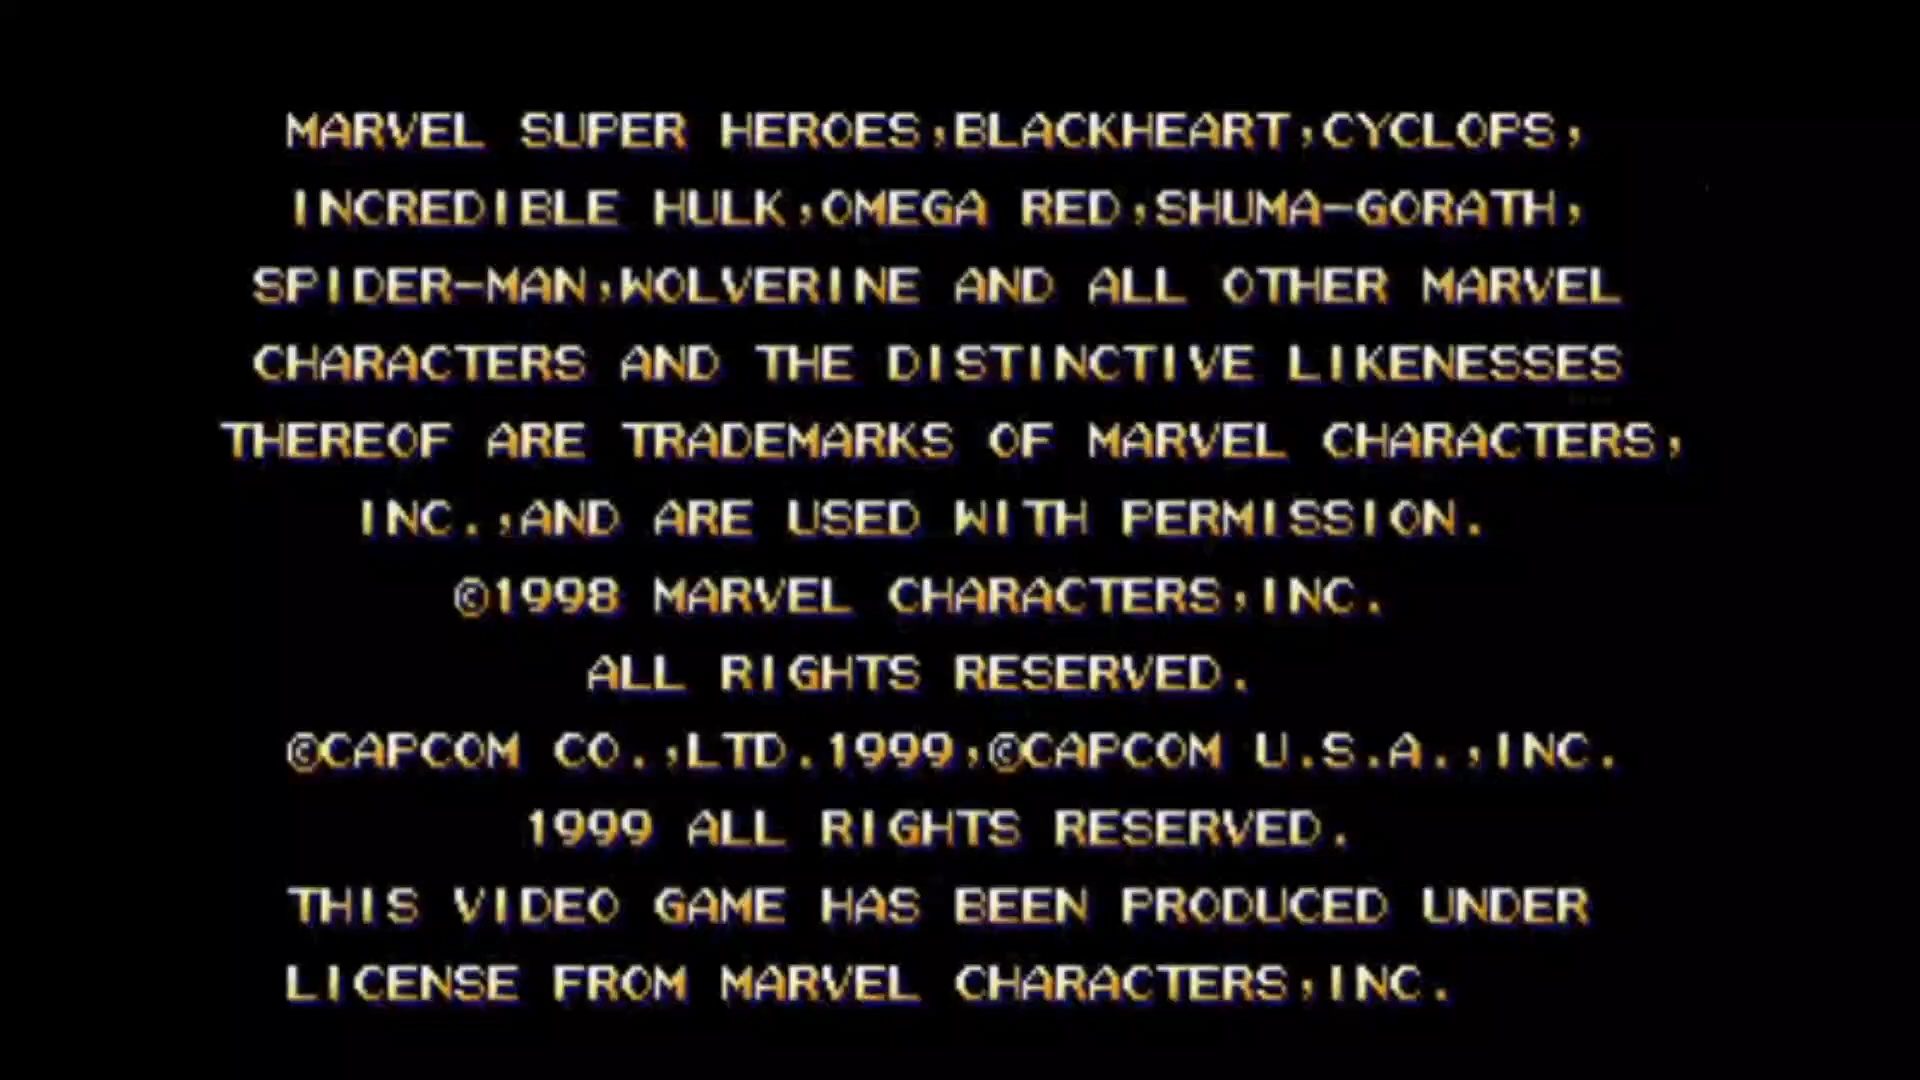 MARVEL SUPER HEROES,BLACKHEART,CYCLOPS,
INCREDIBLE HULK,OMEGA RED,SHUMA-GORATH,
SPIDER-MAN,WOLVERINE AND ALL OTHER MARVEL
CHARACTERS AND THE DISTINCTIVE LIKENESSES
THEREOF ARE TRADEMARKS OF MARVEL CHARACTERS,
INC.,AND ARE USED WITH PERMISSION.
©1998 MARVEL CHARACTERS,INC.
ALL RIGHTS RESERVED.
©CAPCOM CO.,LTD.1999,©CAPCOM U.S.A.,INC.
1999 ALL RIGHTS RESERVED.
THIS VIDEO GAME HAS BEEN PRODUCED UNDER
LICENSE FROM MARVEL CHARACTERS,INC.